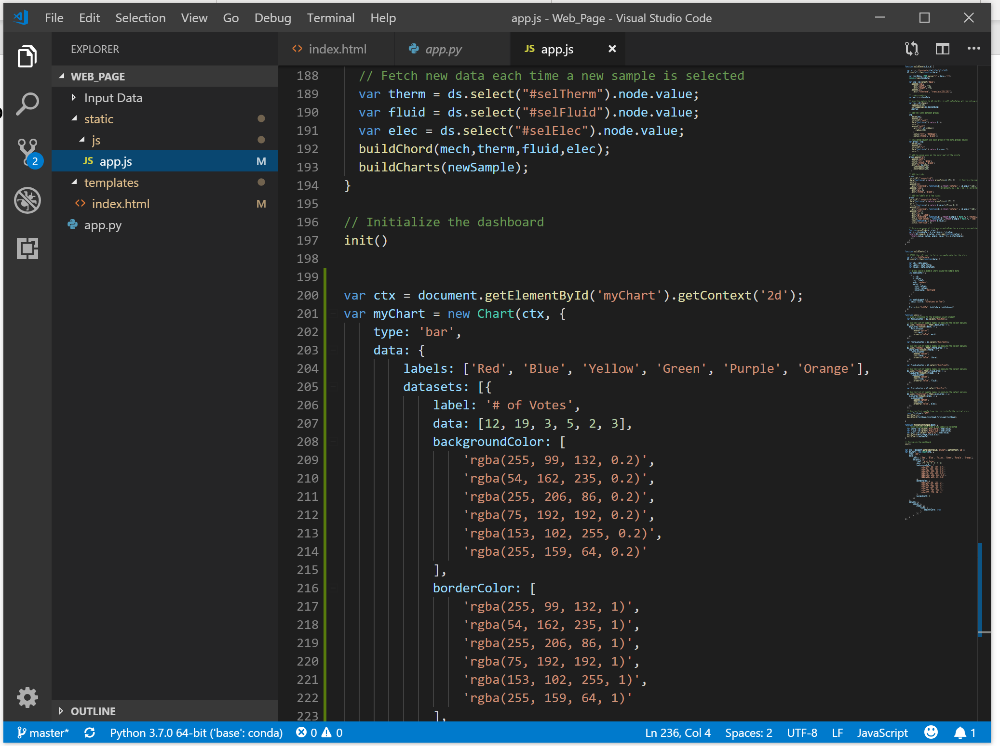 File Edit Selection View Go Debug Terminal Help app.js - Web_Page - Visual Studio Code
EXPLORER
WEB_PAGE
Input Data
static
js
JS app.js M
templates
<> index.html M
app.py
OUTLINE
<> index.html app.py JS app.js
188 // Fetch new data each time a new sample is selected
189 var therm = ds.select("#selTherm").node.value;
190 var fluid = ds.select("#selFluid").node.value;
191 var elec = ds.select("#selElec").node.value;
192 buildChord(mech,therm,fluid,elec);
193 buildCharts(newSample);
194 }
195
196 // Initialize the dashboard
197 init()
198
199
200 var ctx = document.getElementById('myChart').getContext('2d');
201 var myChart = new Chart(ctx, {
202 type: 'bar',
203 data: {
204 labels: ['Red', 'Blue', 'Yellow', 'Green', 'Purple', 'Orange'],
205 datasets: [{
206 label: '# of Votes',
207 data: [12, 19, 3, 5, 2, 3],
208 backgroundColor: [
209 'rgba(255, 99, 132, 0.2)',
210 'rgba(54, 162, 235, 0.2)',
211 'rgba(255, 206, 86, 0.2)',
212 'rgba(75, 192, 192, 0.2)',
213 'rgba(153, 102, 255, 0.2)',
214 'rgba(255, 159, 64, 0.2)'
215 ],
216 borderColor: [
217 'rgba(255, 99, 132, 1)',
218 'rgba(54, 162, 235, 1)',
219 'rgba(255, 206, 86, 1)',
220 'rgba(75, 192, 192, 1)',
221 'rgba(153, 102, 255, 1)',
222 'rgba(255, 159, 64, 1)'
223 ],
2
master* Python 3.7.0 64-bit ('base': conda) 0 0 Ln 236, Col 4 Spaces: 2 UTF-8 LF JavaScript 1